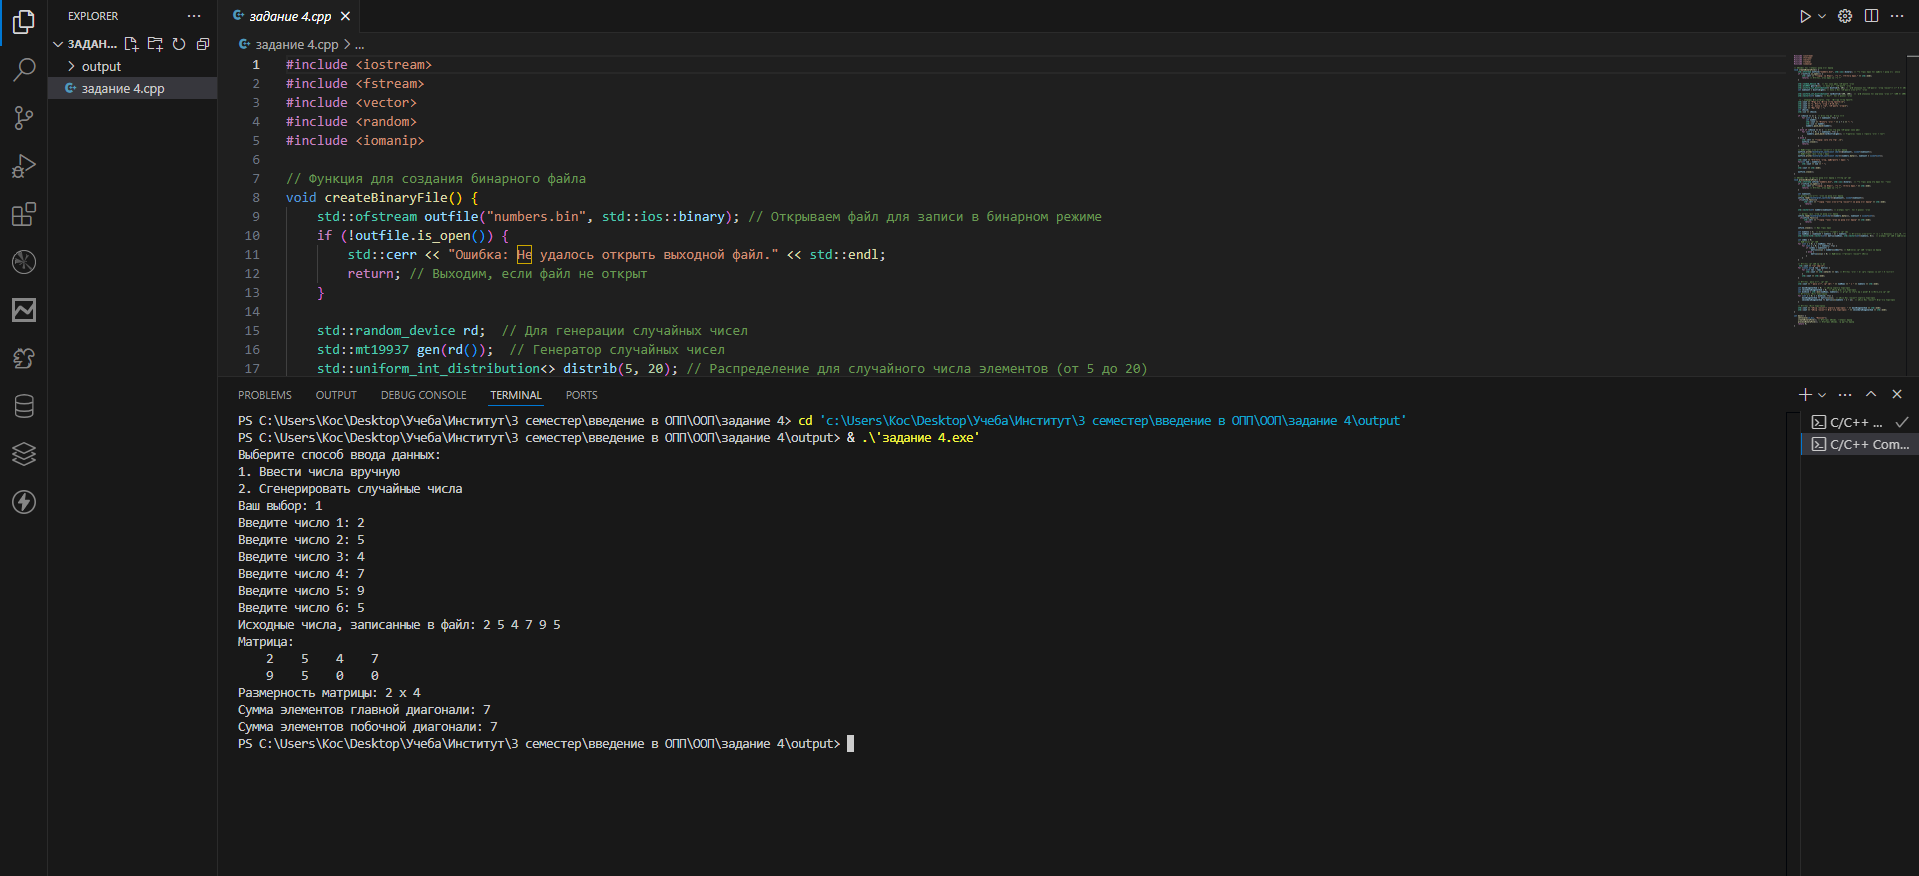 EXPLORER
ЗАДАН...
output
задание 4.cpp
задание 4.cpp
задание 4.cpp > ...
1 #include <iostream>
2 #include <fstream>
3 #include <vector>
4 #include <random>
5 #include <iomanip>
6
7 // Функция для создания бинарного файла
8 void createBinaryFile() {
9 std::ofstream outfile("numbers.bin", std::ios::binary); // Открываем файл для записи в бинарном режиме
10 if (!outfile.is_open()) {
11 std::cerr << "Ошибка: Не удалось открыть выходной файл." << std::endl;
12 return; // Выходим, если файл не открыт
13 }
14
15 std::random_device rd; // Для генерации случайных чисел
16 std::mt19937 gen(rd()); // Генератор случайных чисел
17 std::uniform_int_distribution<> distrib(5, 20); // Распределение для случайного числа элементов (от 5 до 20)
PROBLEMS OUTPUT DEBUG CONSOLE TERMINAL PORTS
PS C:\Users\Koc\Desktop\Учеба\Институт\3 семестр\введение в ОПП\ООП\задание 4> cd 'c:\Users\Koc\Desktop\Учеба\Институт\3 семестр\введение в ОПП\ООП\задание 4\output'
PS C:\Users\Koc\Desktop\Учеба\Институт\3 семестр\введение в ОПП\ООП\задание 4\output> & .\'задание 4.exe'
Выберите способ ввода данных:
1. Ввести числа вручную
2. Сгенерировать случайные числа
Ваш выбор: 1
Введите число 1: 2
Введите число 2: 5
Введите число 3: 4
Введите число 4: 7
Введите число 5: 9
Введите число 6: 5
Исходные числа, записанные в файл: 2 5 4 7 9 5
Матрица:
2 5 4 7
9 5 0 0
Размерность матрицы: 2 x 4
Сумма элементов главной диагонали: 7
Сумма элементов побочной диагонали: 7
PS C:\Users\Koc\Desktop\Учеба\Институт\3 семестр\введение в ОПП\ООП\задание 4\output>
C/C++ ...
C/C++ Com...